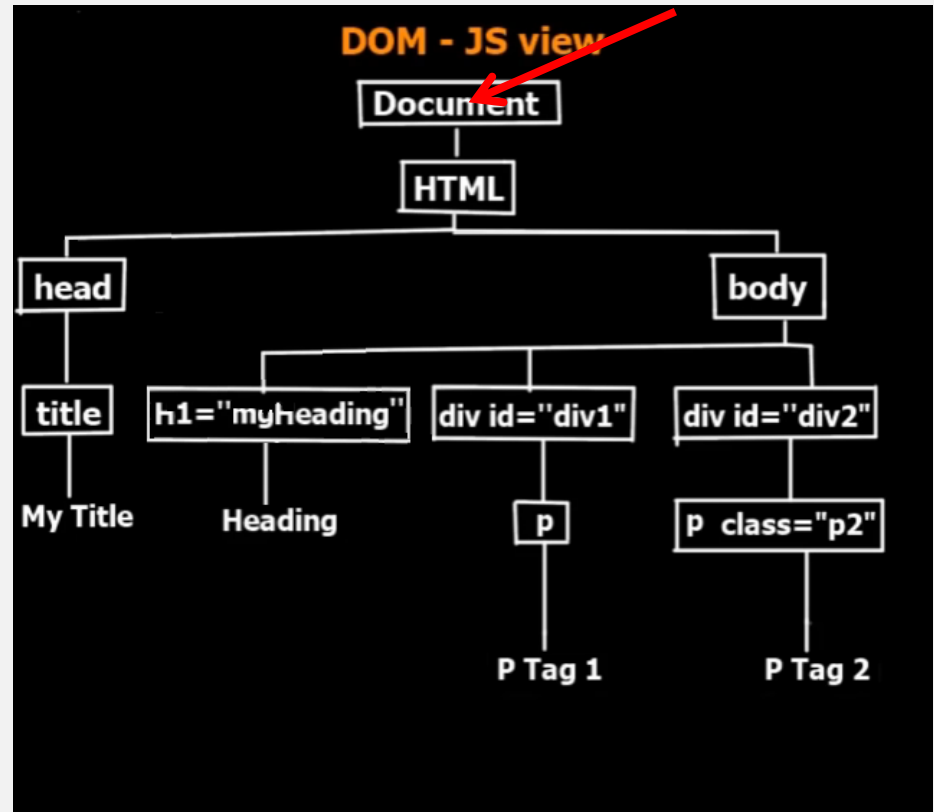 DOM - JS view
Document
HTML
head
body
title
h1="myheading"
div id="div1"
div id="div2"
My Title
Heading
p
p class="p2"
P Tag 1
P Tag 2